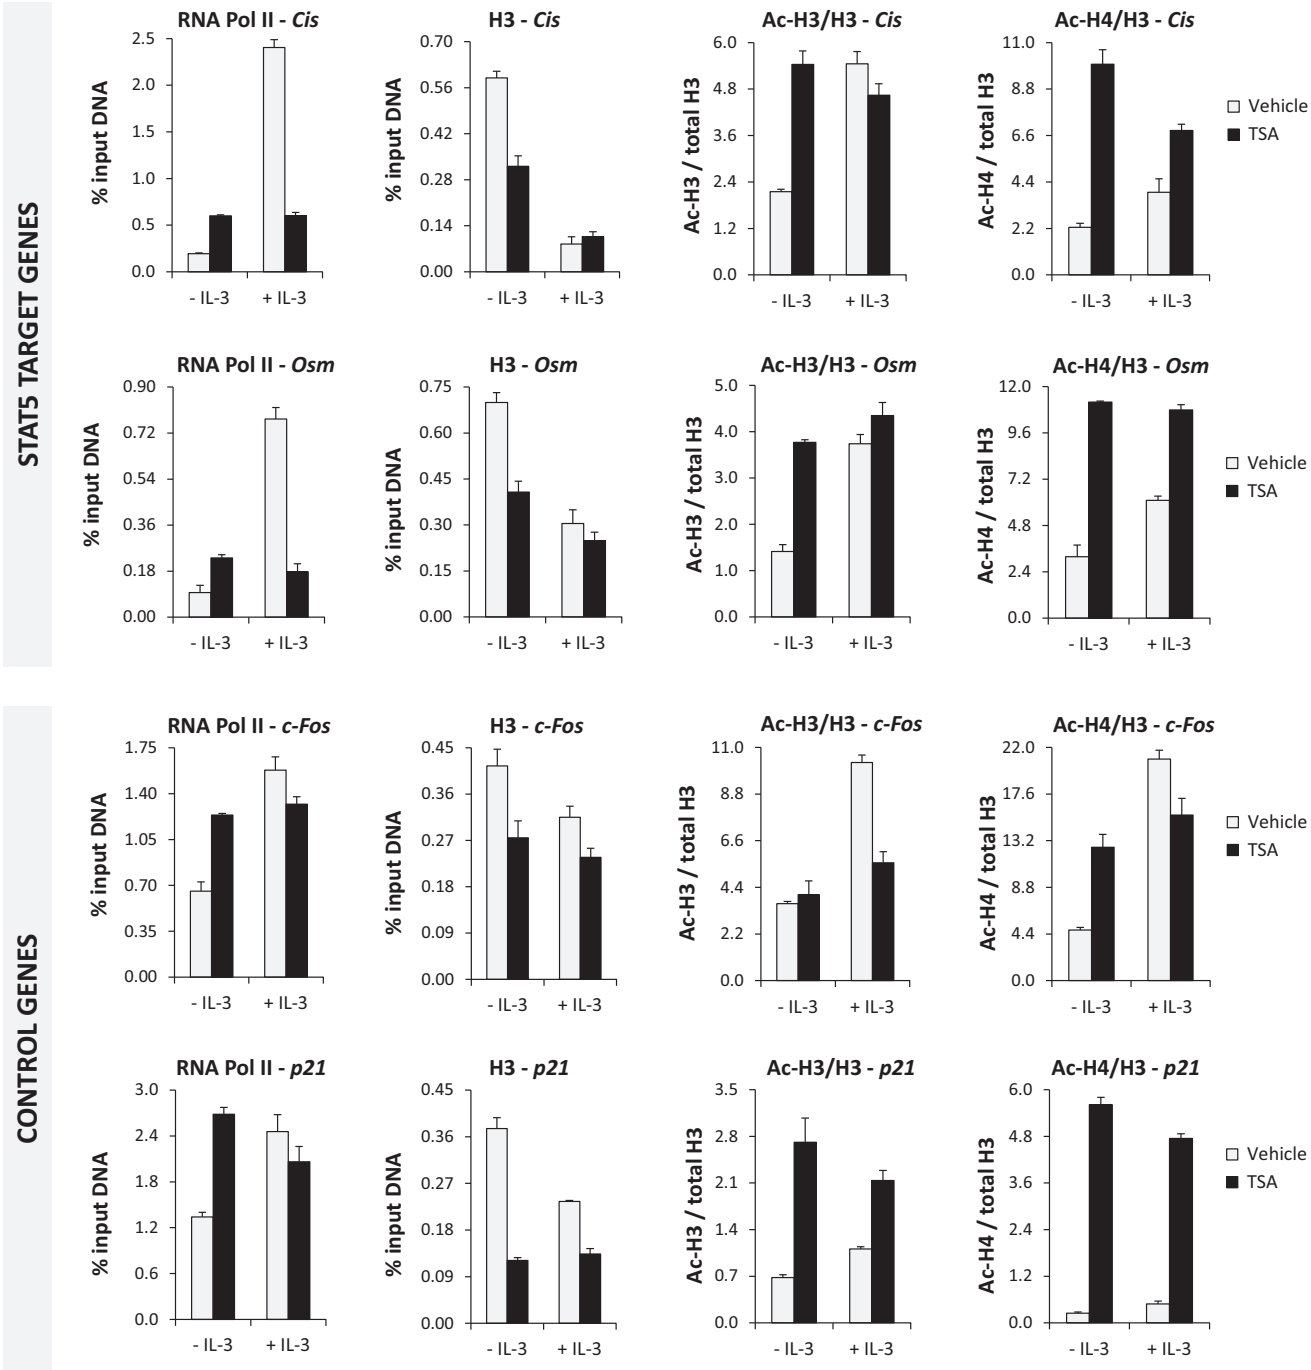 STAT5 TARGET GENES
RNA Pol II - Cis
% input DNA
2.5
2.0
1.5
1.0
0.5
0.0
- IL-3 + IL-3
H3 - Cis
% input DNA
0.70
0.56
0.42
0.28
0.14
0.00
- IL-3 + IL-3
Ac-H3/H3 - Cis
Ac-H3 / total H3
6.0
4.8
3.6
2.4
1.2
0.0
- IL-3 + IL-3
Ac-H4/H3 - Cis
Ac-H4 / total H3
11.0
8.8
6.6
4.4
2.2
0.0
- IL-3 + IL-3
Vehicle
TSA
RNA Pol II - Osm
% input DNA
0.90
0.72
0.54
0.36
0.18
0.00
- IL-3 + IL-3
H3 - Osm
% input DNA
0.75
0.60
0.45
0.30
0.15
0.00
- IL-3 + IL-3
Ac-H3/H3 - Osm
Ac-H3 / total H3
5.0
4.0
3.0
2.0
1.0
0.0
- IL-3 + IL-3
Ac-H4/H3 - Osm
Ac-H4 / total H3
12.0
9.6
7.2
4.8
2.4
0.0
- IL-3 + IL-3
Vehicle
TSA
CONTROL GENES
RNA Pol II - c-Fos
% input DNA
1.75
1.40
1.05
0.70
0.35
0.00
- IL-3 + IL-3
H3 - c-Fos
% input DNA
0.45
0.36
0.27
0.18
0.09
0.00
- IL-3 + IL-3
Ac-H3/H3 - c-Fos
Ac-H3 / total H3
11.0
8.8
6.6
4.4
2.2
0.0
- IL-3 + IL-3
Ac-H4/H3 - c-Fos
Ac-H4 / total H3
22.0
17.6
13.2
8.8
4.4
0.0
- IL-3 + IL-3
Vehicle
TSA
RNA Pol II - p21
% input DNA
3.0
2.4
1.8
1.2
0.6
0.0
- IL-3 + IL-3
H3 - p21
% input DNA
0.45
0.36
0.27
0.18
0.09
0.00
- IL-3 + IL-3
Ac-H3/H3 - p21
Ac-H3 / total H3
3.5
2.8
2.1
1.4
0.7
0.0
- IL-3 + IL-3
Ac-H4/H3 - p21
Ac-H4 / total H3
6.0
4.8
3.6
2.4
1.2
0.0
- IL-3 + IL-3
Vehicle
TSA